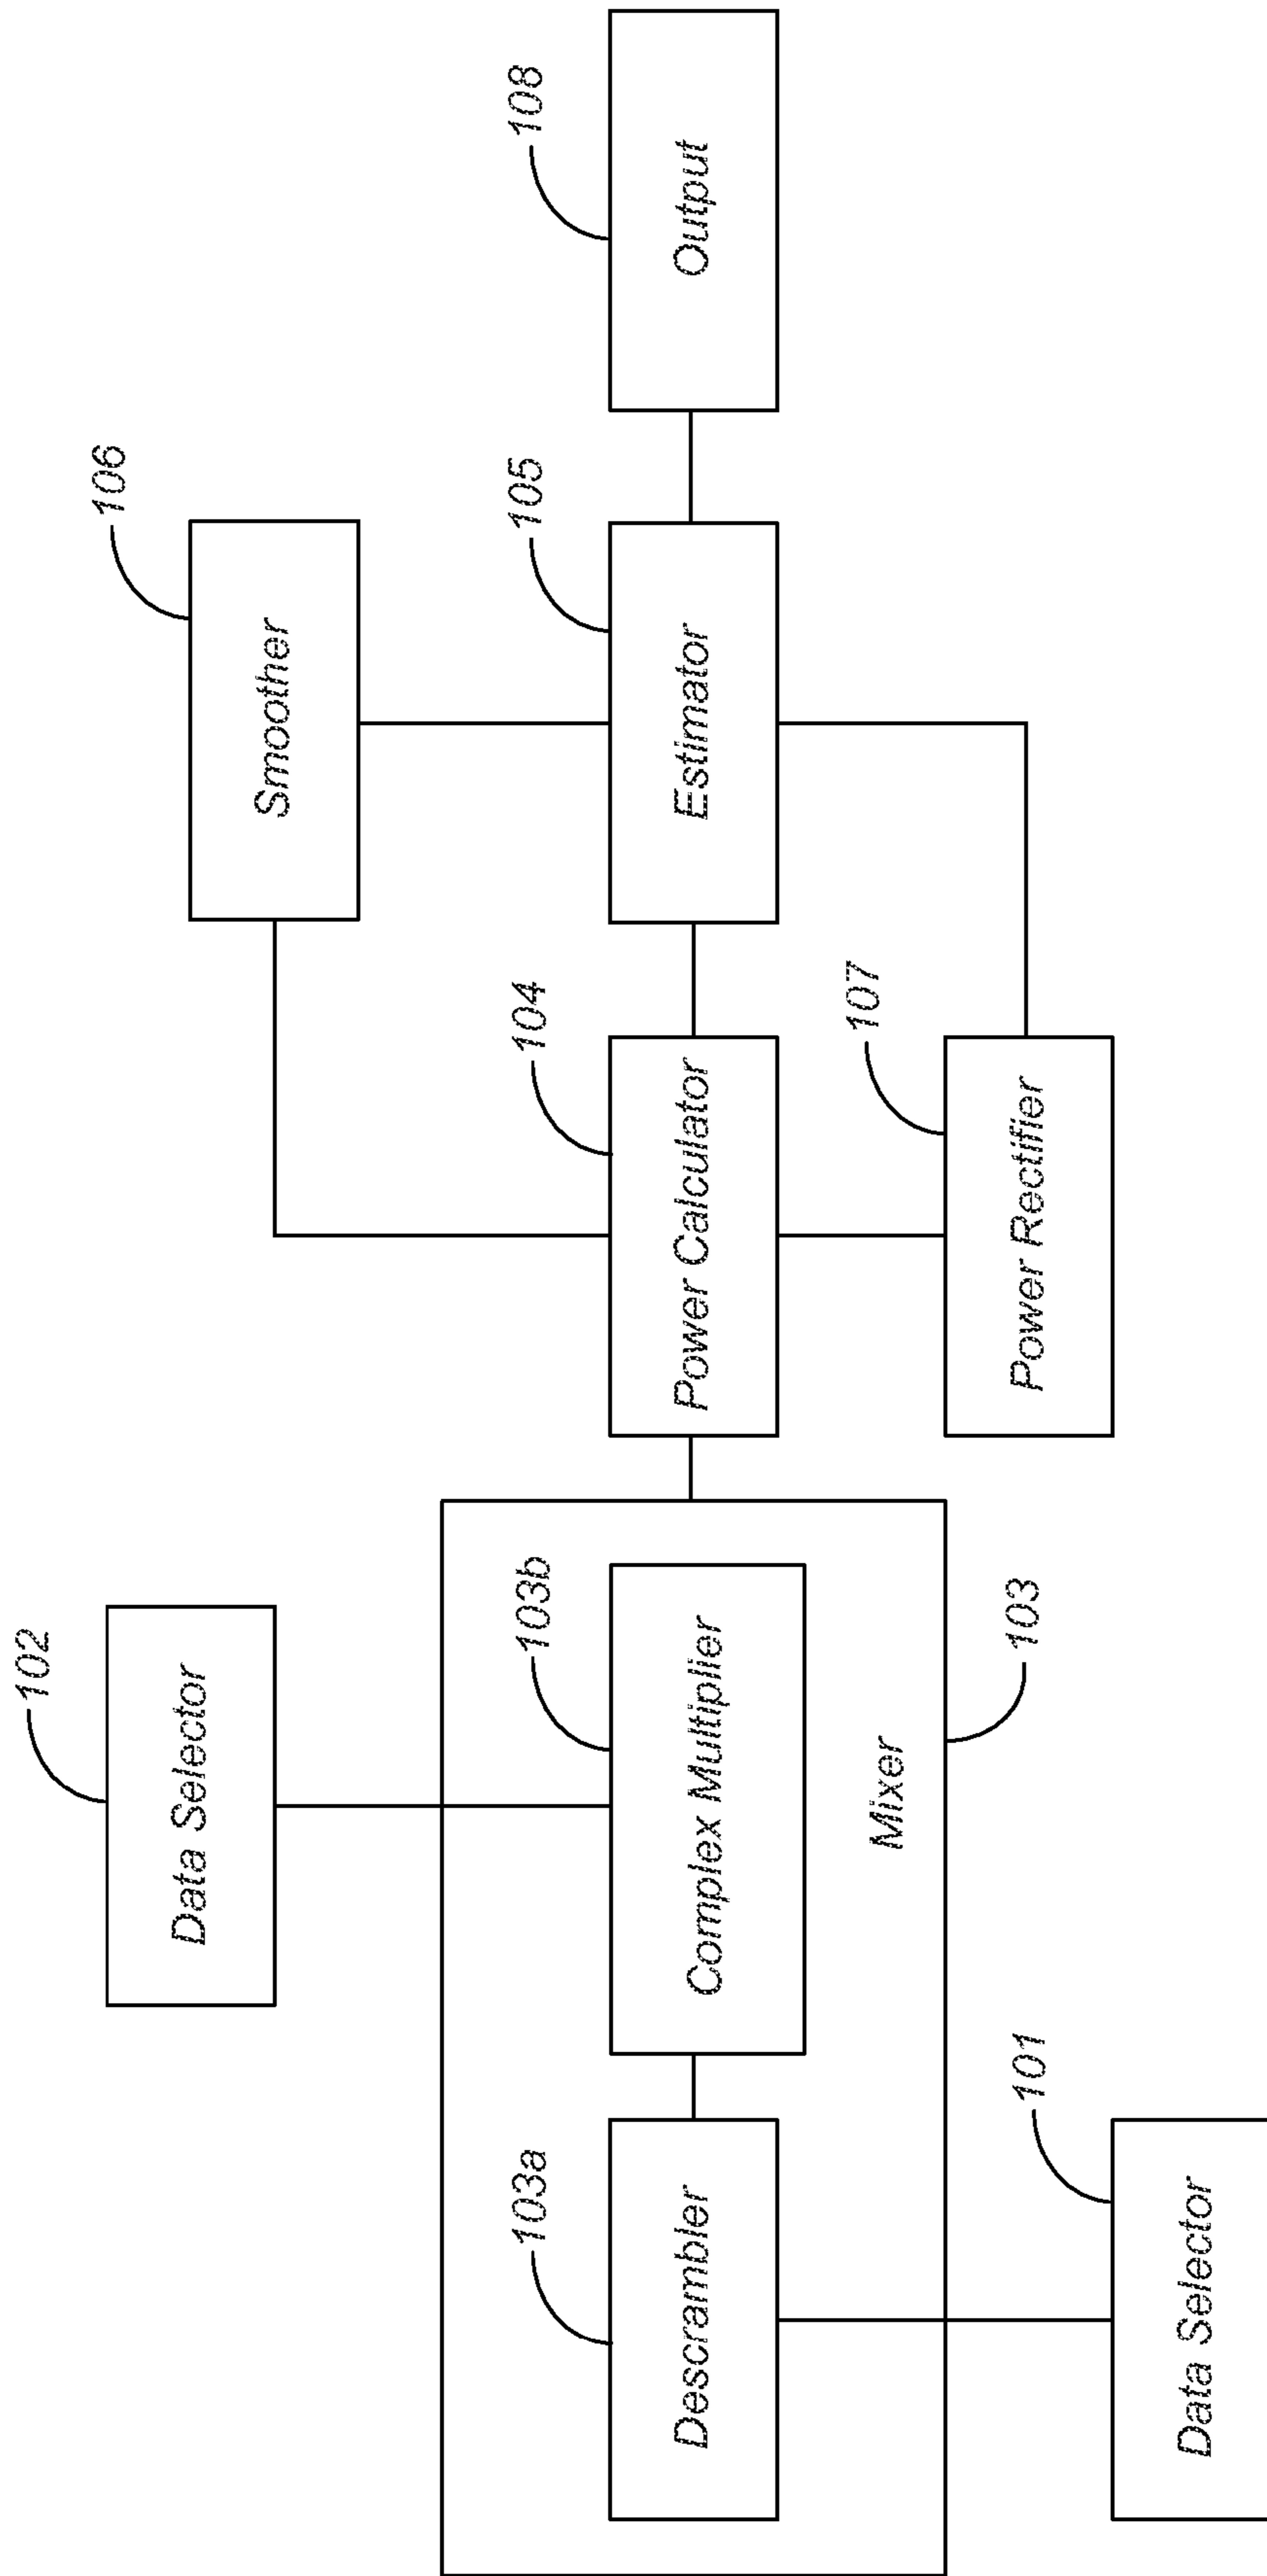 102
Data Selector
106
Smoother
103a
Descrambler
103b
Complex Multiplier
104
Power Calculator
105
Estimator
108
Output
Mixer
103
107
Power Rectifier
101
Data Selector